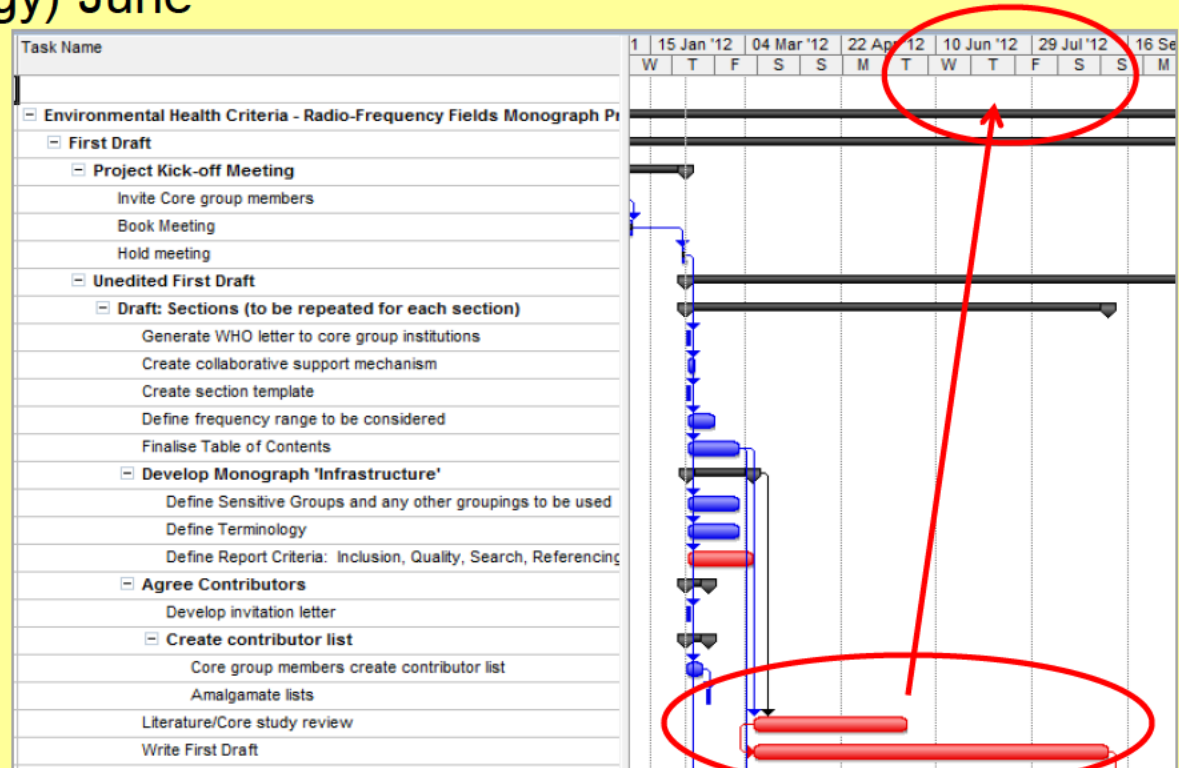 gy) June
Task Name
1 15 Jan '12 04 Mar '12 22 Apr '12 10 Jun '12 29 Jul '12 16 Se
W T F S S M T W T F S S M
Environmental Health Criteria - Radio-Frequency Fields Monograph Pr
First Draft
Project Kick-off Meeting
Invite Core group members
Book Meeting
Hold meeting
Unedited First Draft
Draft: Sections (to be repeated for each section)
Generate WHO letter to core group institutions
Create collaborative support mechanism
Create section template
Define frequency range to be considered
Finalise Table of Contents
Develop Monograph 'Infrastructure'
Define Sensitive Groups and any other groupings to be used
Define Terminology
Define Report Criteria: Inclusion, Quality, Search, Referencing
Agree Contributors
Develop invitation letter
Create contributor list
Core group members create contributor list
Amalgamate lists
Literature/Core study review
Write First Draft